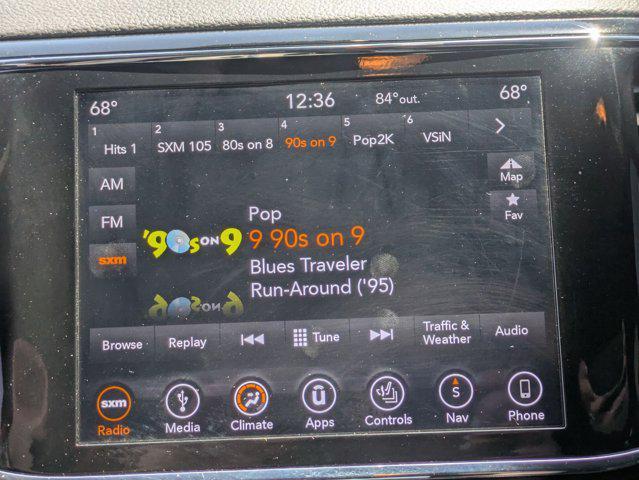 68° 12:36 84°out. 68°
1 Hits 1 2 SXM 105 3 80s on 8 4 90s on 9 5 Pop2K 6 VSiN
AM
Map
FM
Fav
sxm
'90s ON 9
Pop
9 90s on 9
Blues Traveler
Run-Around ('95)
Browse Replay Tune Traffic & Weather Audio
sxm Ü S
Radio Media Climate Apps Controls Nav Phone